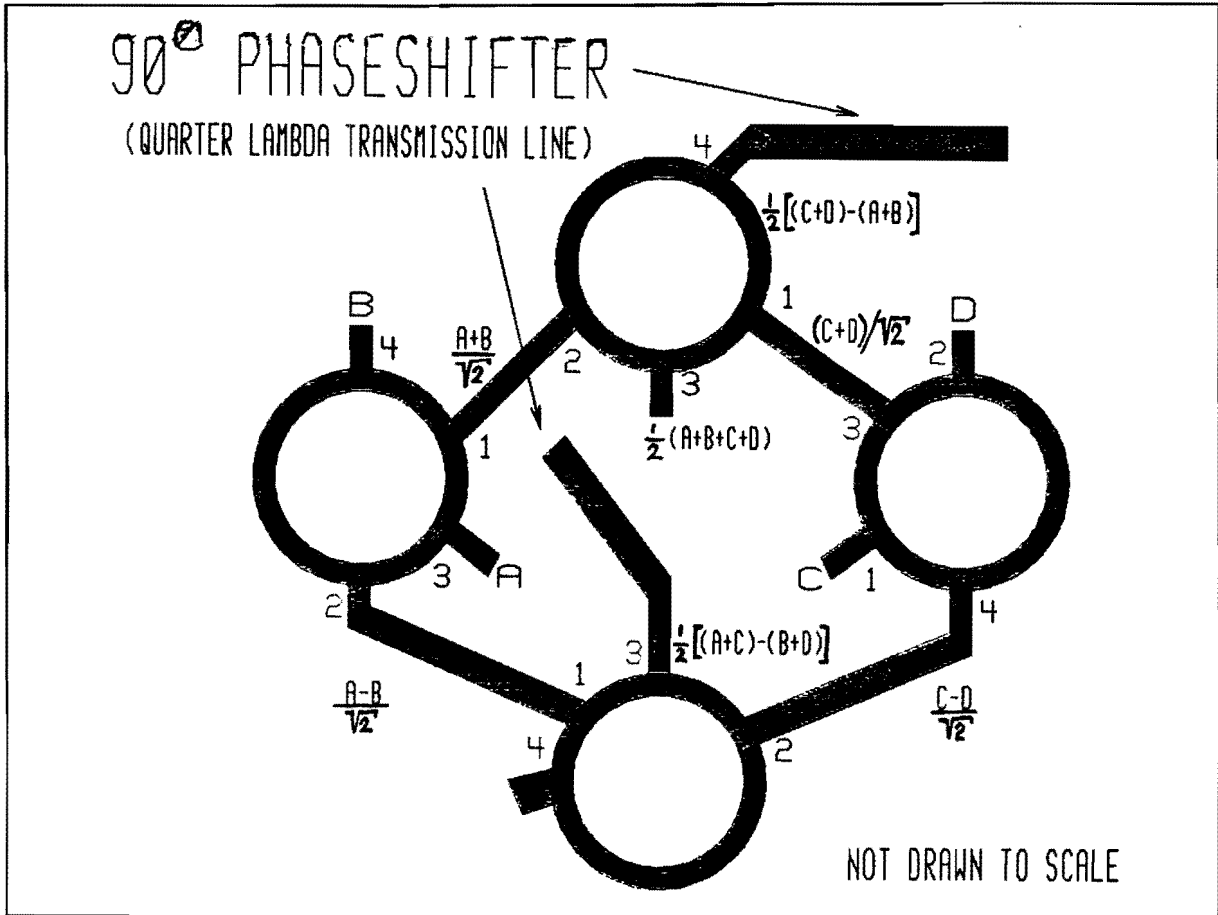 90° PHASESHIFTER
(QUARTER LAMBDA TRANSMISSION LINE)
4
½[(C+D)-(A+B)]
1
(C+D)/√2
B
4
A+B
√2
2
3
D
2
½(A+B+C+D)
3
1
3
A
2
C
1
4
½[(A+C)-(B+D)]
3
1
A-B
√2
C-D
√2
4
2
NOT DRAWN TO SCALE